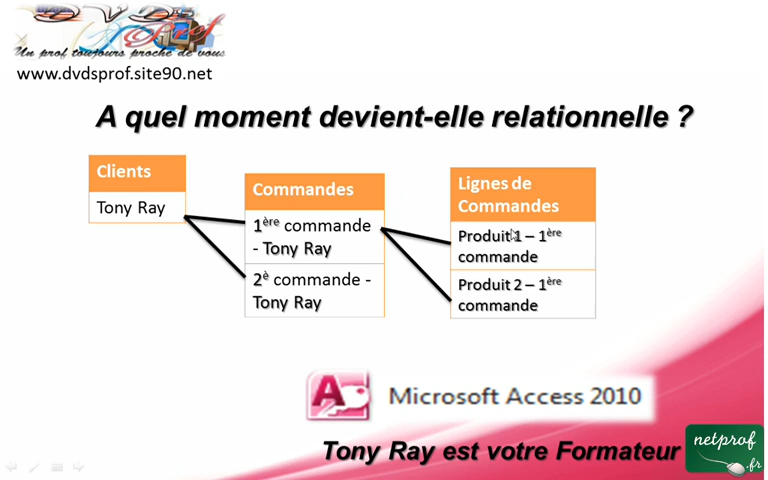 DVDsProf
Un prof toujours proche de vous
www.dvdsprof.site90.net
A quel moment devient-elle relationnelle ?
Clients
Tony Ray
Commandes
1ère commande
- Tony Ray
2è commande -
Tony Ray
Lignes de
Commandes
Produit 1 – 1ère
commande
Produit 2 – 1ère
commande
Microsoft Access 2010
Tony Ray est votre Formateur
netprof
.fr